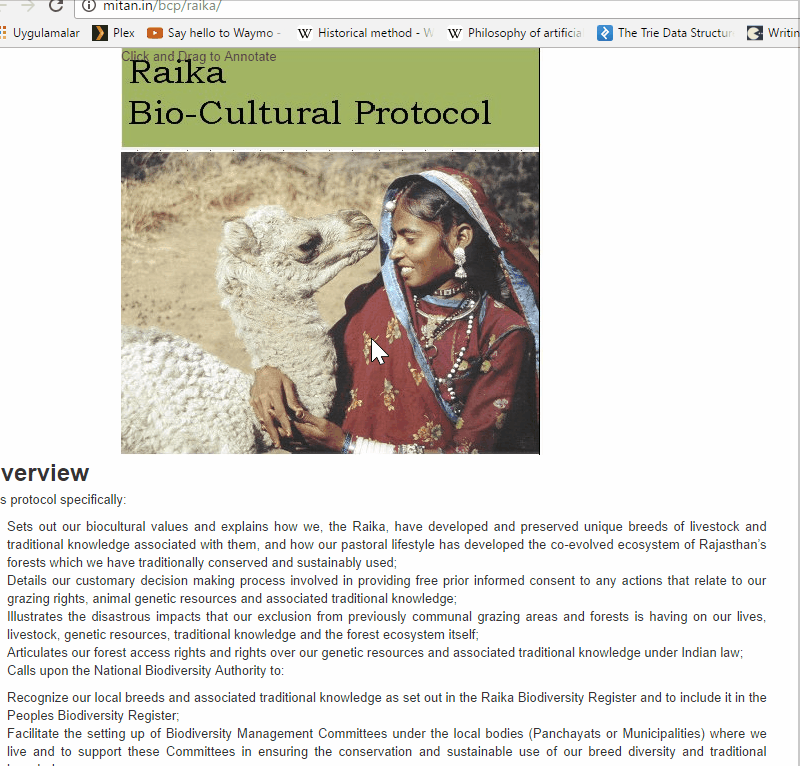 mitan.in/bcp/raika/
Uygulamalar Plex Say hello to Waymo - Historical method - W Philosophy of artificia The Trie Data Structur Writin
Click and Drag to Annotate
Raika
Bio-Cultural Protocol
verview
s protocol specifically:
Sets out our biocultural values and explains how we, the Raika, have developed and preserved unique breeds of livestock and
traditional knowledge associated with them, and how our pastoral lifestyle has developed the co-evolved ecosystem of Rajasthan’s
forests which we have traditionally conserved and sustainably used;
Details our customary decision making process involved in providing free prior informed consent to any actions that relate to our
grazing rights, animal genetic resources and associated traditional knowledge;
Illustrates the disastrous impacts that our exclusion from previously communal grazing areas and forests is having on our lives,
livestock, genetic resources, traditional knowledge and the forest ecosystem itself;
Articulates our forest access rights and rights over our genetic resources and associated traditional knowledge under Indian law;
Calls upon the National Biodiversity Authority to:
Recognize our local breeds and associated traditional knowledge as set out in the Raika Biodiversity Register and to include it in the
Peoples Biodiversity Register;
Facilitate the setting up of Biodiversity Management Committees under the local bodies (Panchayats or Municipalities) where we
live and to support these Committees in ensuring the conservation and sustainable use of our breed diversity and traditional